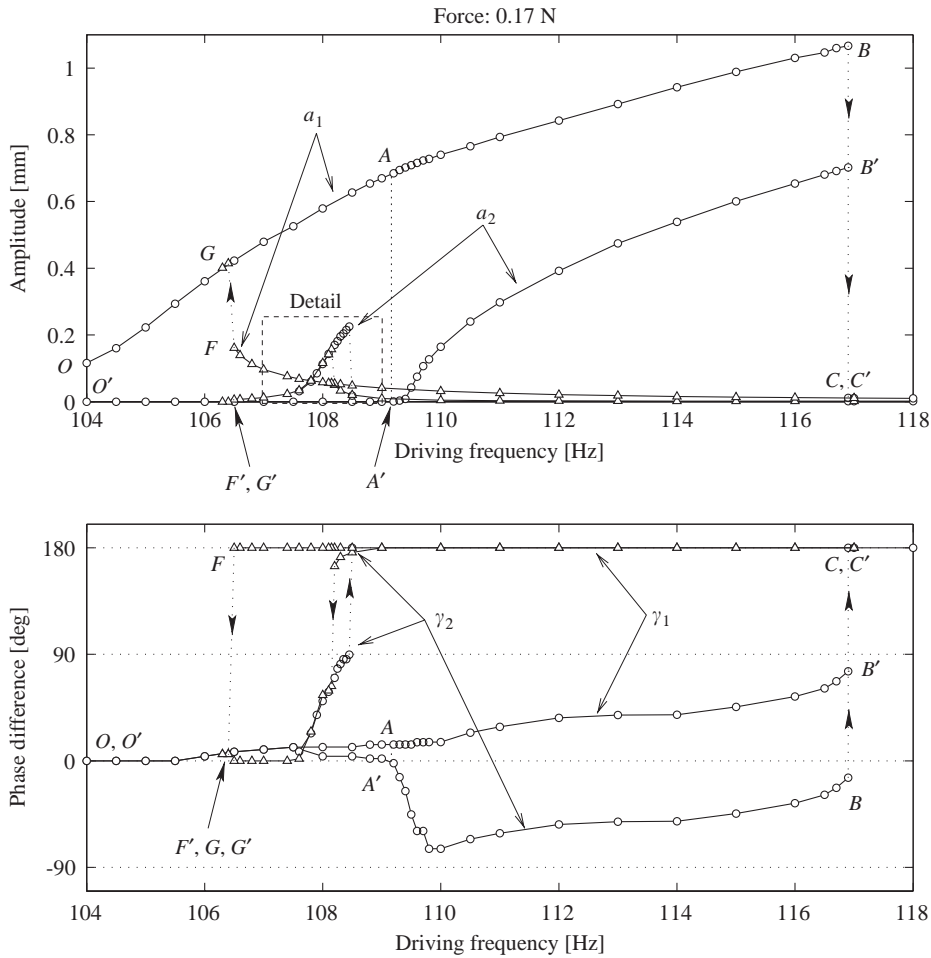 Force: 0.17 N
Amplitude [mm]
1
0.8
0.6
0.4
0.2
0
a1
A
B
B′
a2
G
F
Detail
O
O′
C, C′
104 106 108 110 112 114 116 118
Driving frequency [Hz]
F′, G′
A′
Phase difference [deg]
180
90
0
-90
F
C, C′
γ2
γ1
B′
A
O, O′
A′
B
F′, G, G′
104 106 108 110 112 114 116 118
Driving frequency [Hz]